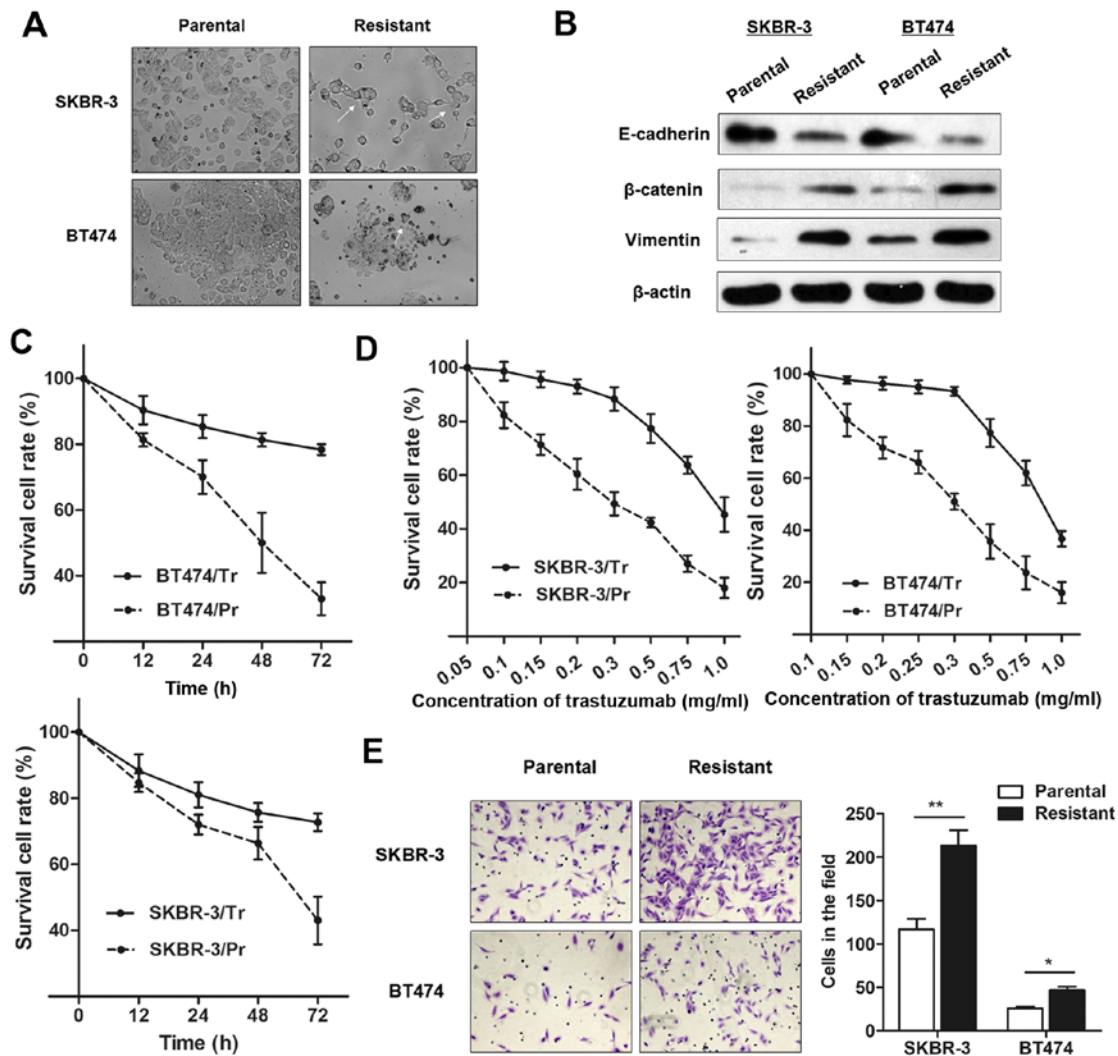 A
Parental Resistant
SKBR-3
BT474
B
SKBR-3 BT474
Parental Resistant Parental Resistant
E-cadherin
β-catenin
Vimentin
β-actin
C
Survival cell rate (%)
100
80
60
40
BT474/Tr
BT474/Pr
0 12 24 48 72
Time (h)
Survival cell rate (%)
100
80
60
40
SKBR-3/Tr
SKBR-3/Pr
0 12 24 48 72
Time (h)
D
Survival cell rate (%)
100
80
60
40
20
SKBR-3/Tr
SKBR-3/Pr
0.05 0.1 0.15 0.2 0.3 0.5 0.75 1.0
Concentration of trastuzumab (mg/ml)
Survival cell rate (%)
100
80
60
40
20
BT474/Tr
BT474/Pr
0.1 0.15 0.2 0.25 0.3 0.5 0.75 1.0
Concentration of trastuzumab (mg/ml)
E
Parental Resistant
SKBR-3
BT474
Parental
Resistant
Cells in the field
250
200
150
100
50
0
**
*
SKBR-3 BT474